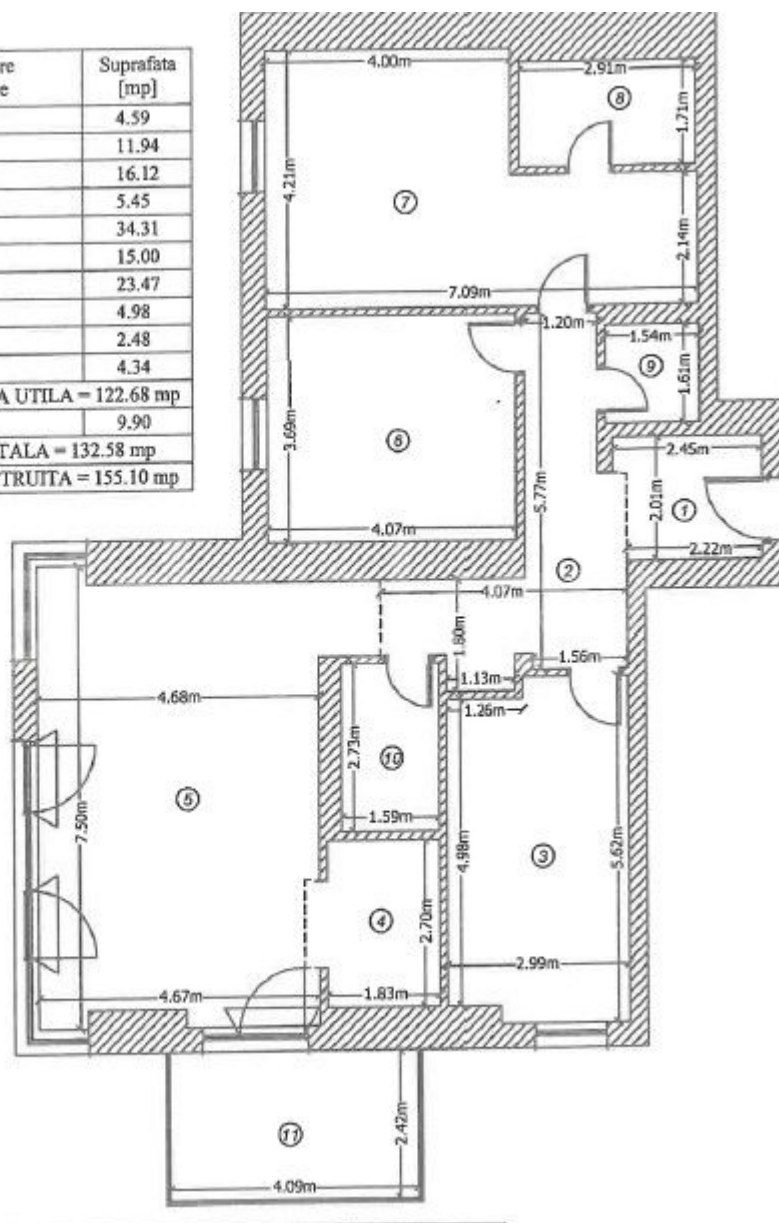 re Suprafata
e [mp]
4.59
11.94
16.12
5.45
34.31
15.00
23.47
4.98
2.48
4.34
A UTILA = 122.68 mp
9.90
TALA = 132.58 mp
TRUITA = 155.10 mp
4.00m
2.91m
8
1.71m
4.21m
7
2.14m
7.09m
1.20m
1.54m
9
1.61m
3.69m
6
2.45m
5.77m
2.01m
1
4.07m
2.22m
2
4.07m
1.80m
1.56m
1.13m
4.68m
1.26m
2.73m
10
5
7.50m
1.59m
4.98m
3
5.62m
4
2.70m
2.99m
4.67m
1.83m
11
2.42m
4.09m